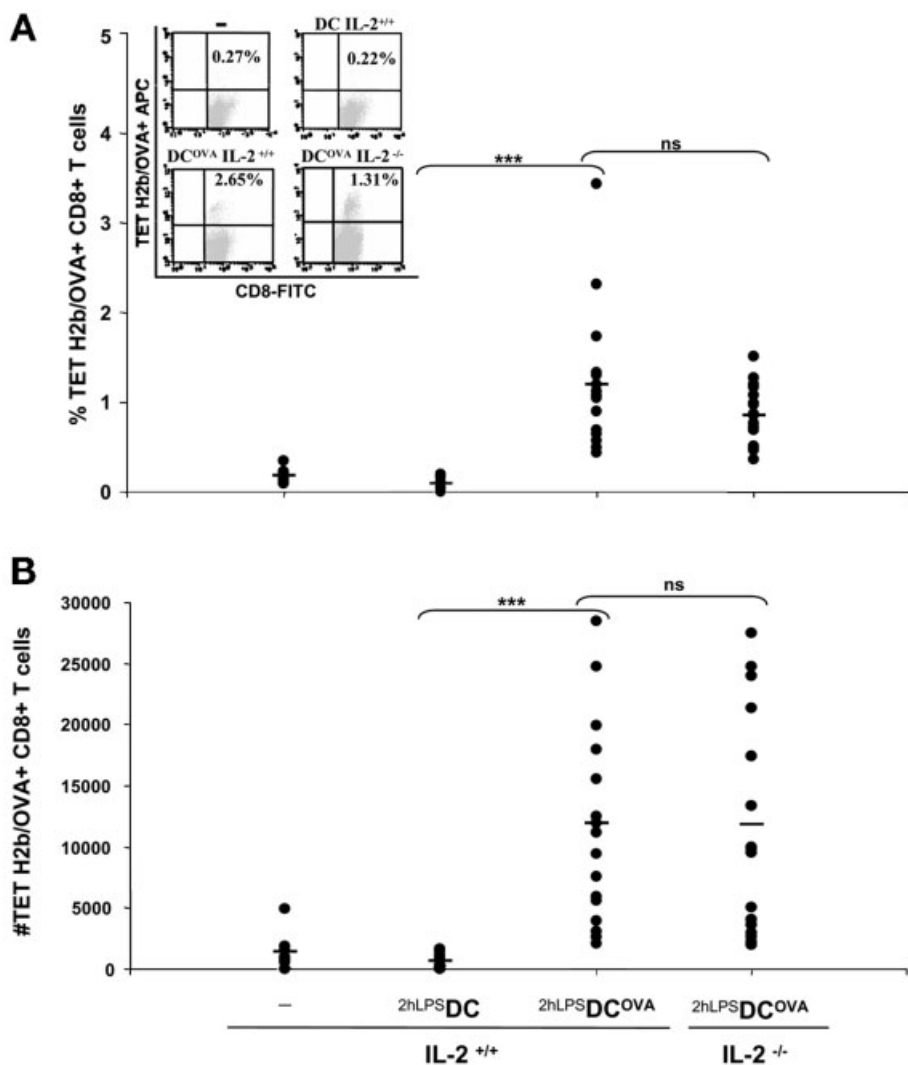 A
5
4
3
2
1
0
% TET H2b/OVA+ CD8+ T cells
–
DC IL-2+/+
0.27%
0.22%
DCOVA IL-2 +/+
DCOVA IL-2 -/-
2.65%
1.31%
TET H2b/OVA+ APC
CD8-FITC
***
ns
B
30000
25000
20000
15000
10000
5000
0
#TET H2b/OVA+ CD8+ T cells
***
ns
– 2hLPSDC 2hLPSDCOVA 2hLPSDCOVA
IL-2 +/+ IL-2 -/-